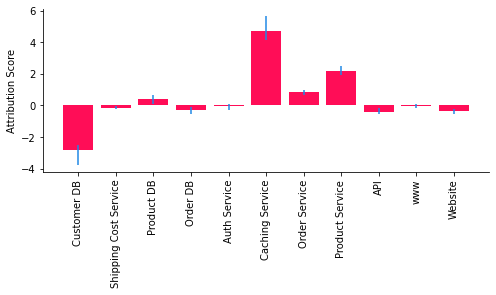 Attribution Score
6
4
2
0
−2
−4
Customer DB
Shipping Cost Service
Product DB
Order DB
Auth Service
Caching Service
Order Service
Product Service
API
www
Website